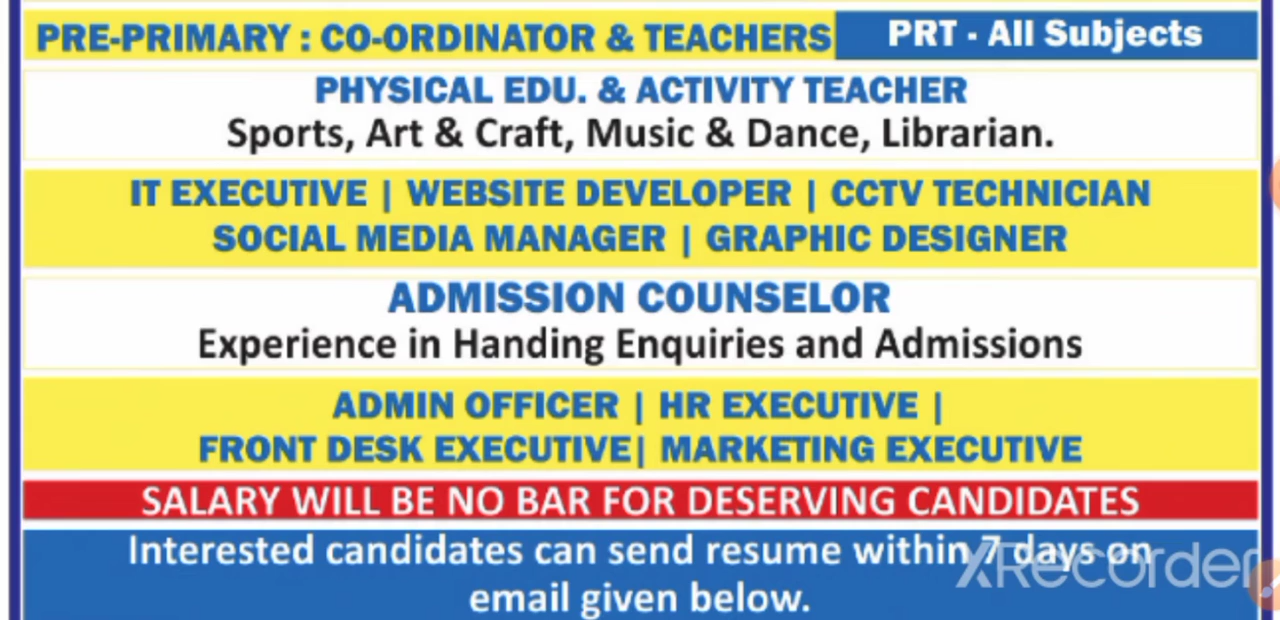 PRE-PRIMARY : CO-ORDINATOR & TEACHERS
PRT - All Subjects
PHYSICAL EDU. & ACTIVITY TEACHER
Sports, Art & Craft, Music & Dance, Librarian.
IT EXECUTIVE | WEBSITE DEVELOPER | CCTV TECHNICIAN
SOCIAL MEDIA MANAGER | GRAPHIC DESIGNER
ADMISSION COUNSELOR
Experience in Handing Enquiries and Admissions
ADMIN OFFICER | HR EXECUTIVE |
FRONT DESK EXECUTIVE| MARKETING EXECUTIVE
SALARY WILL BE NO BAR FOR DESERVING CANDIDATES
Interested candidates can send resume within 7 days on
email given below.
XRecorder